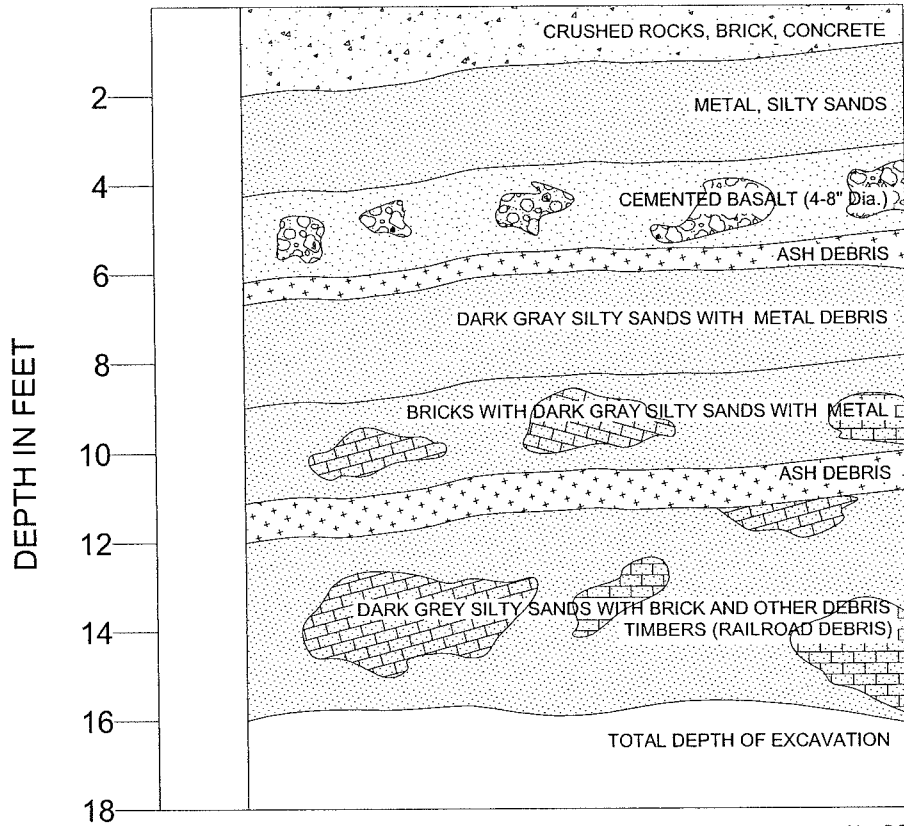 CRUSHED ROCKS, BRICK, CONCRETE
2
METAL, SILTY SANDS
4
CEMENTED BASALT (4-8" Dia.)
ASH DEBRIS
6
DARK GRAY SILTY SANDS WITH METAL DEBRIS
8
DEPTH IN FEET
BRICKS WITH DARK GRAY SILTY SANDS WITH METAL
10
ASH DEBRIS
12
DARK GREY SILTY SANDS WITH BRICK AND OTHER DEBRIS
14
TIMBERS (RAILROAD DEBRIS)
16
TOTAL DEPTH OF EXCAVATION
18